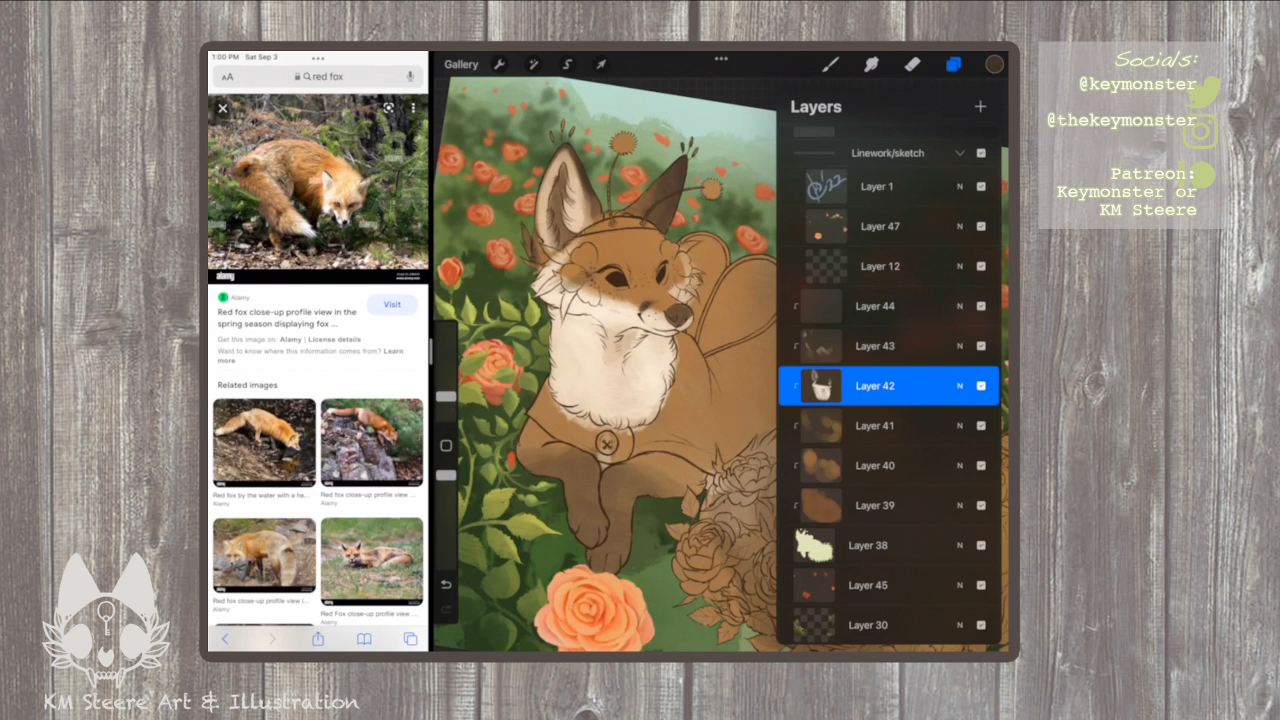 1:00 PM Sat Sep 3
AA
red fox
alamy
Alamy
Red fox close-up profile view in the
spring season displaying fox ...
Visit
Get this image on: Alamy | License details
Want to know where this information comes from? Learn
more
Related images
Red fox by the water with a he...
Alamy
Red fox close-up profile view ...
Alamy
Red fox close-up profile view i...
Alamy
Red Fox close-up profile view ...
Alamy
Gallery
Layers
Linework/sketch
Layer 1 N
Layer 47 N
Layer 12 N
Layer 44 N
Layer 43 N
Layer 42 N
Layer 41 N
Layer 40 N
Layer 39 N
Layer 38 N
Layer 45 N
Layer 30 N
Socials:
@keymonster
@thekeymonster
Patreon:
Keymonster or
KM Steere
KM Steere Art & Illustration